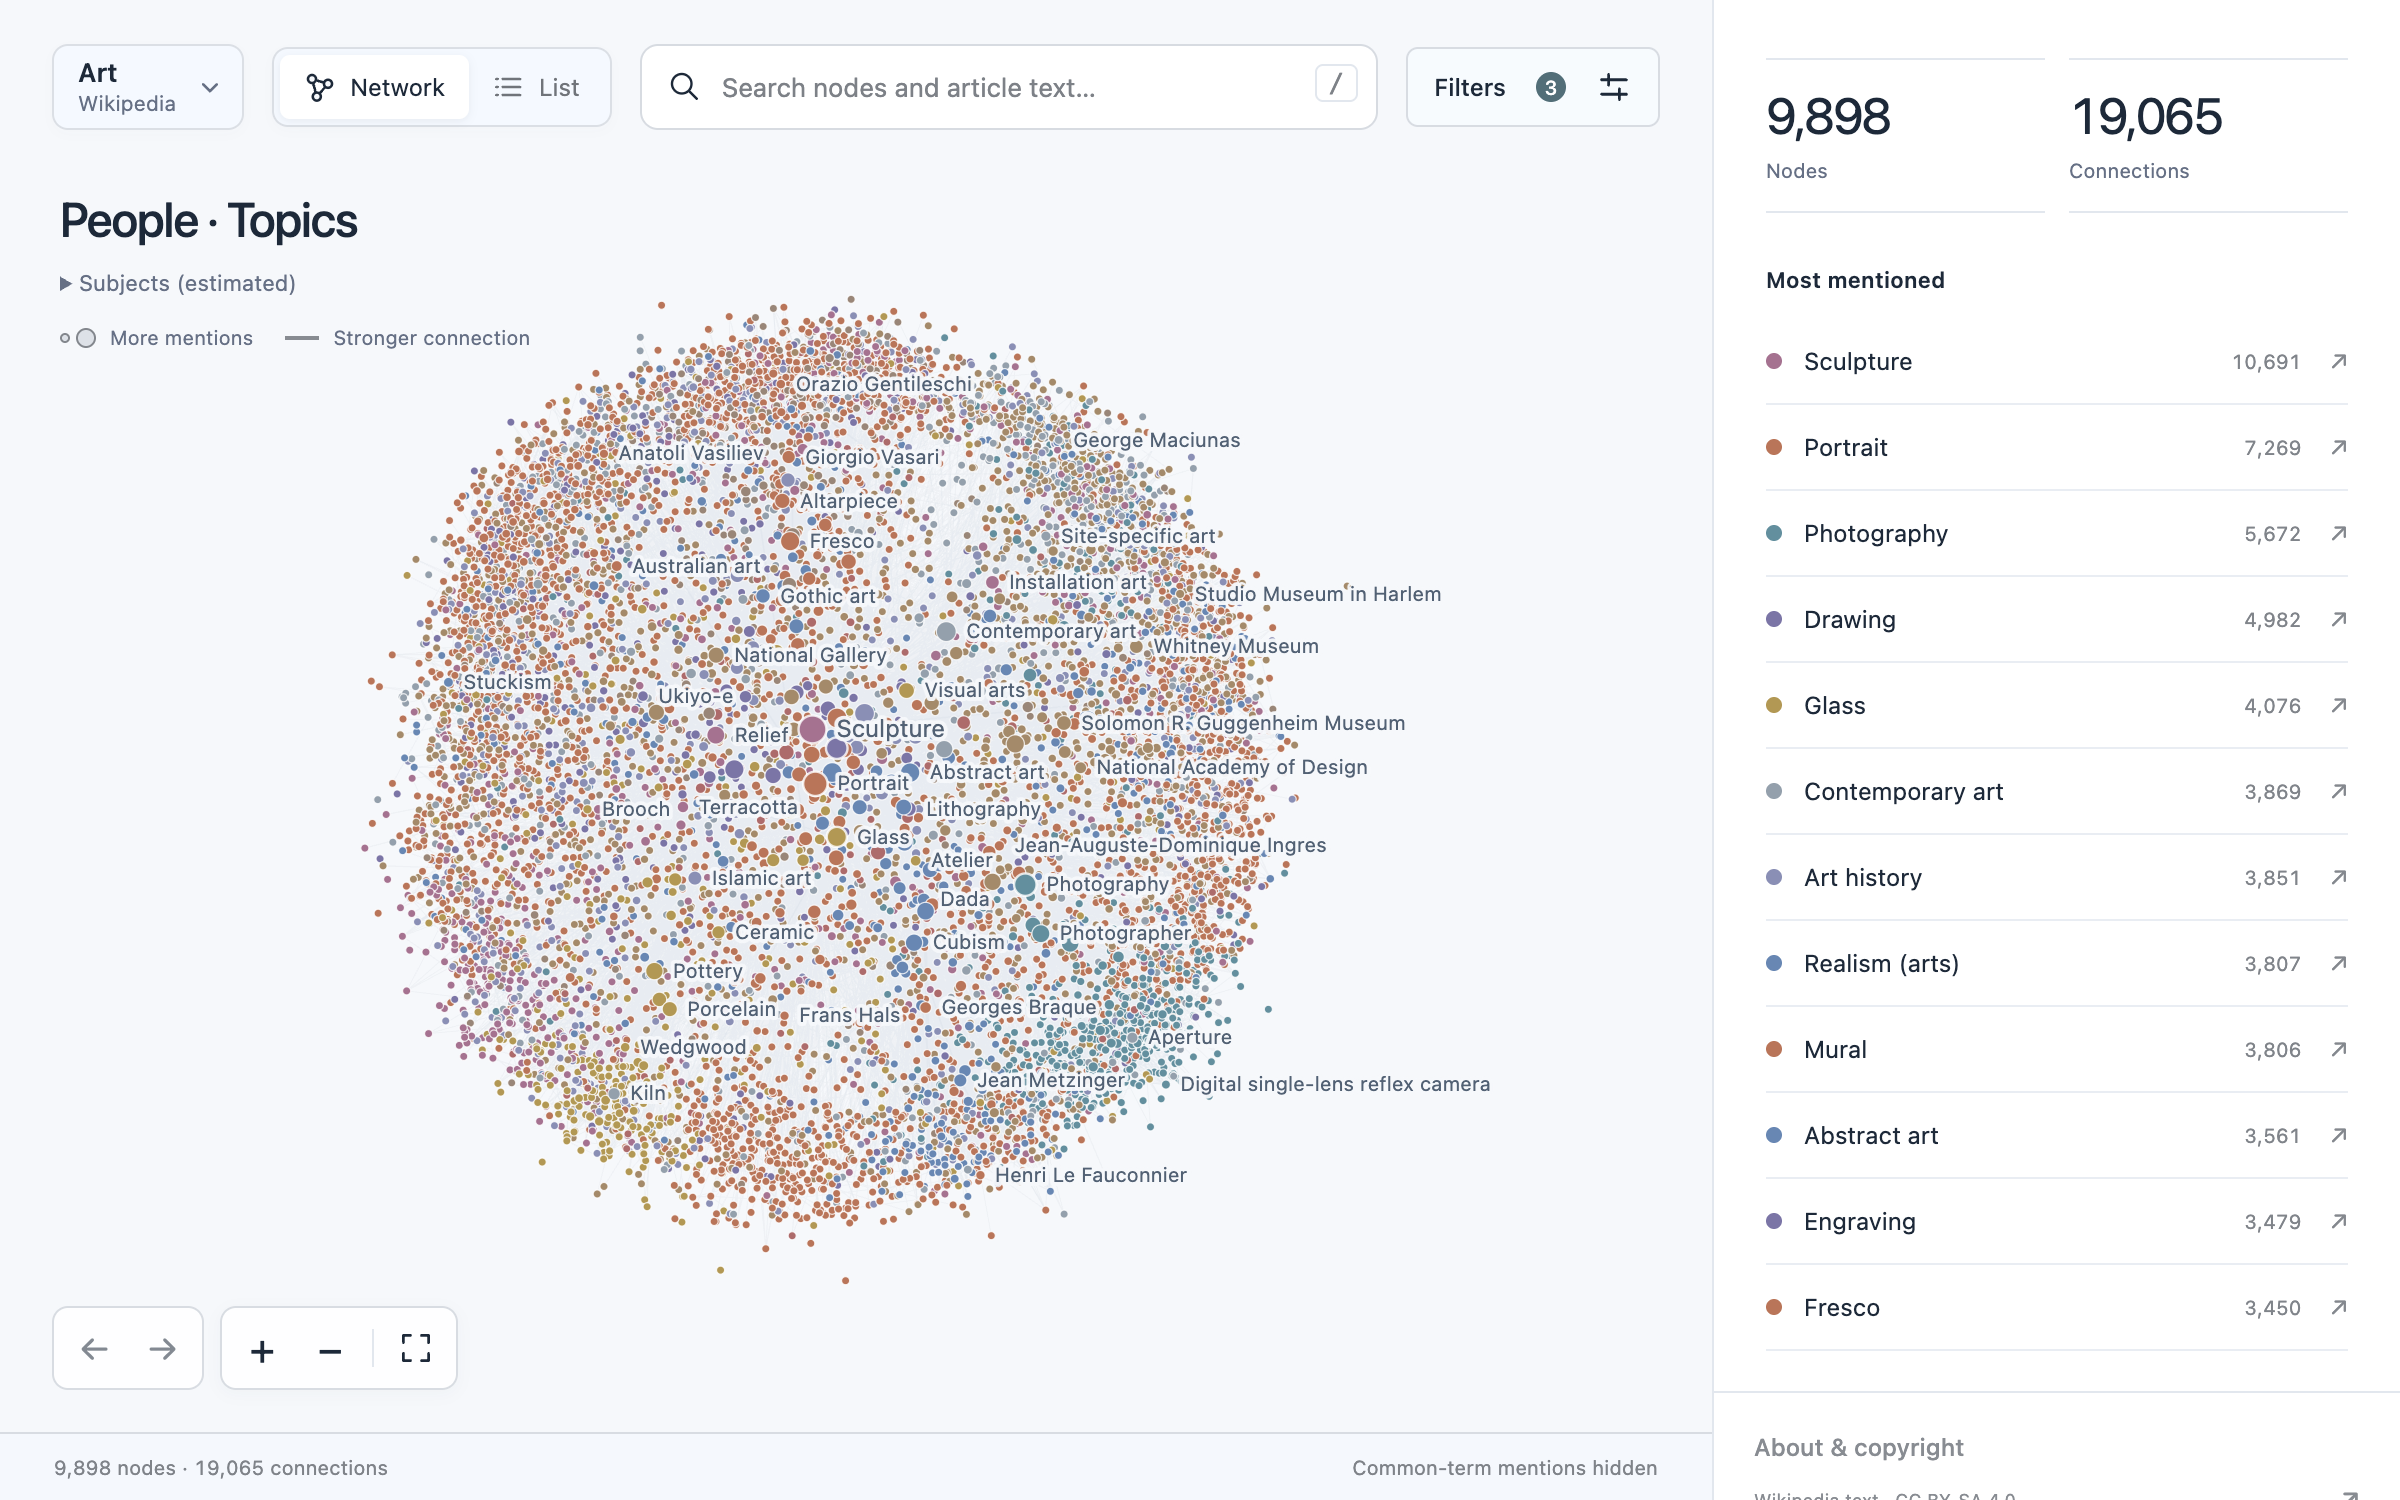 Art
Wikipedia
Network
List
Search nodes and article text...
/
Filters
3
People · Topics
Subjects (estimated)
More mentions
Stronger connection
Orazio Gentileschi
George Maciunas
Anatoli Vasiliev
Giorgio Vasari
Altarpiece
Site-specific art
Fresco
Australian art
Installation art
Gothic art
Studio Museum in Harlem
Contemporary art
Whitney Museum
National Gallery
Stuckism
Ukiyo-e
Visual arts
Solomon R. Guggenheim Museum
Sculpture
Relief
National Academy of Design
Abstract art
Portrait
Brooch
Terracotta
Lithography
Glass
Jean-Auguste-Dominique Ingres
Atelier
Islamic art
Photography
Dada
Ceramic
Photographer
Cubism
Pottery
Porcelain
Frans Hals
Georges Braque
Aperture
Wedgwood
Jean Metzinger
Digital single-lens reflex camera
Kiln
Henri Le Fauconnier
9,898 nodes · 19,065 connections
Common-term mentions hidden
9,898
Nodes
19,065
Connections
Most mentioned
Sculpture 10,691
Portrait 7,269
Photography 5,672
Drawing 4,982
Glass 4,076
Contemporary art 3,869
Art history 3,851
Realism (arts) 3,807
Mural 3,806
Abstract art 3,561
Engraving 3,479
Fresco 3,450
About & copyright
Wikipedia text · CC BY-SA 4.0